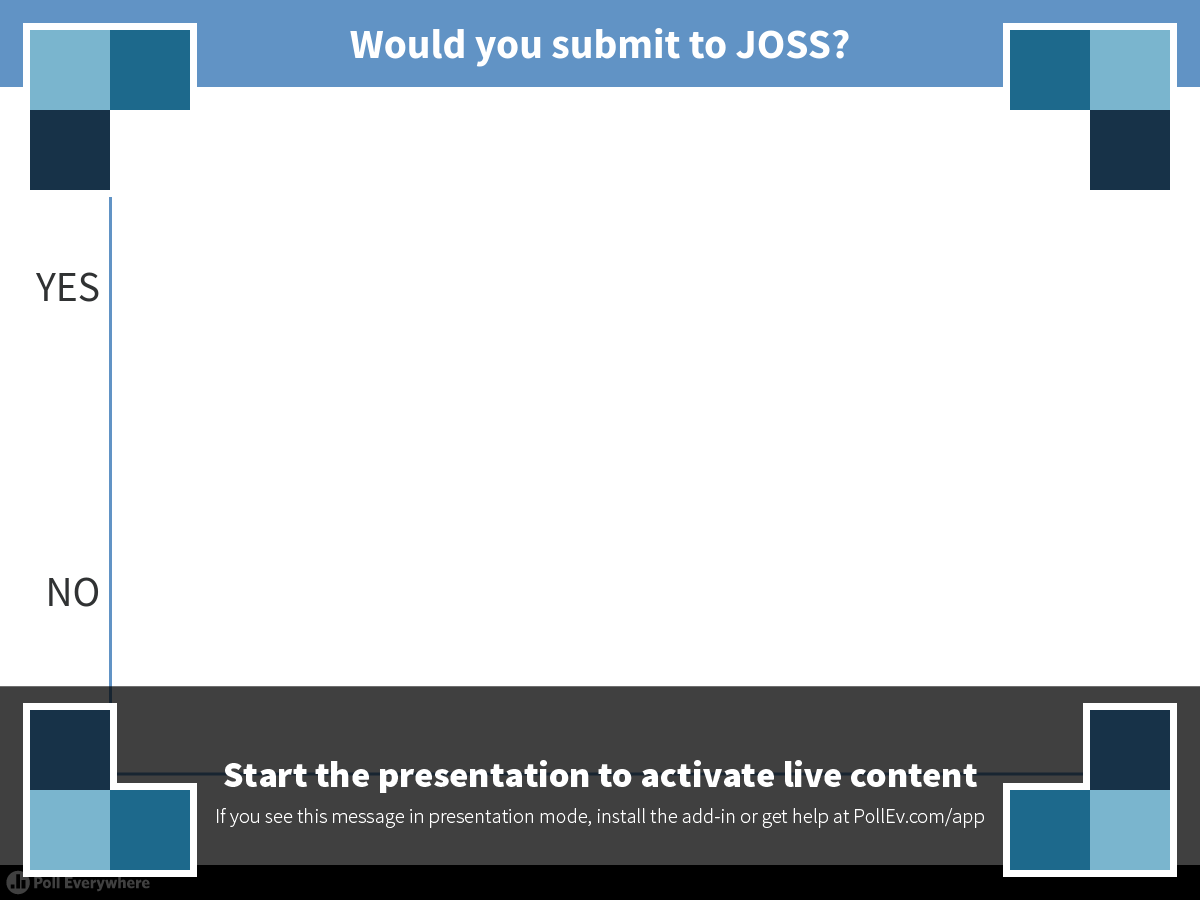 Would you submit to JOSS?
YES
NO
Start the presentation to activate live content
If you see this message in presentation mode, install the add-in or get help at PollEv.com/app
Poll Everywhere